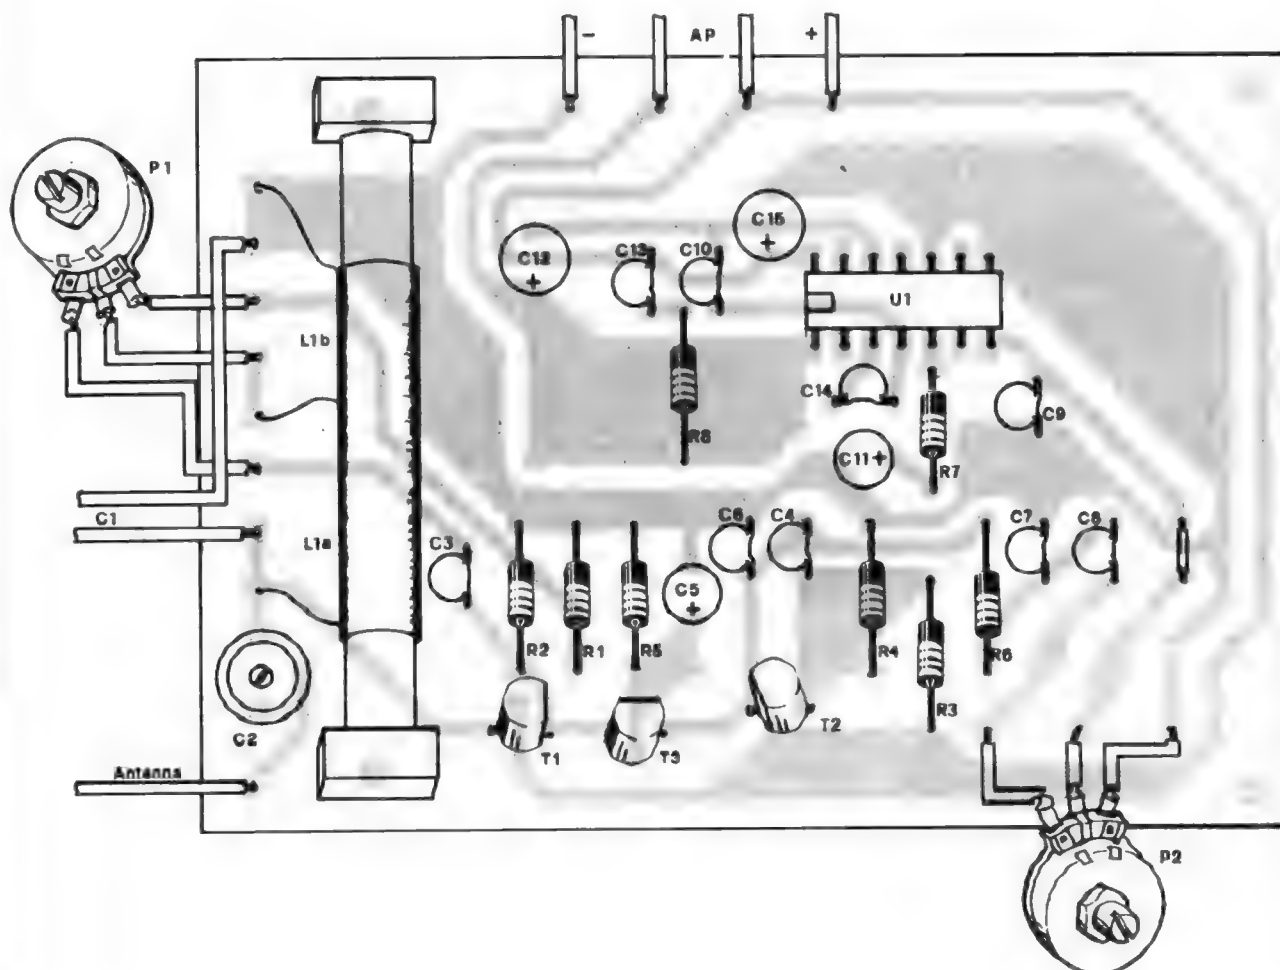 - AP +
P1
C15
C12
+
+
C13 C10
U1
L1b
C14
C9
R8
C11+
R7
C1
L1a
C3
C6 C4
C7 C8
C5
+
R2 R1 R5
R4
R6
R3
C2
T1 T3
T2
Antenna
P2